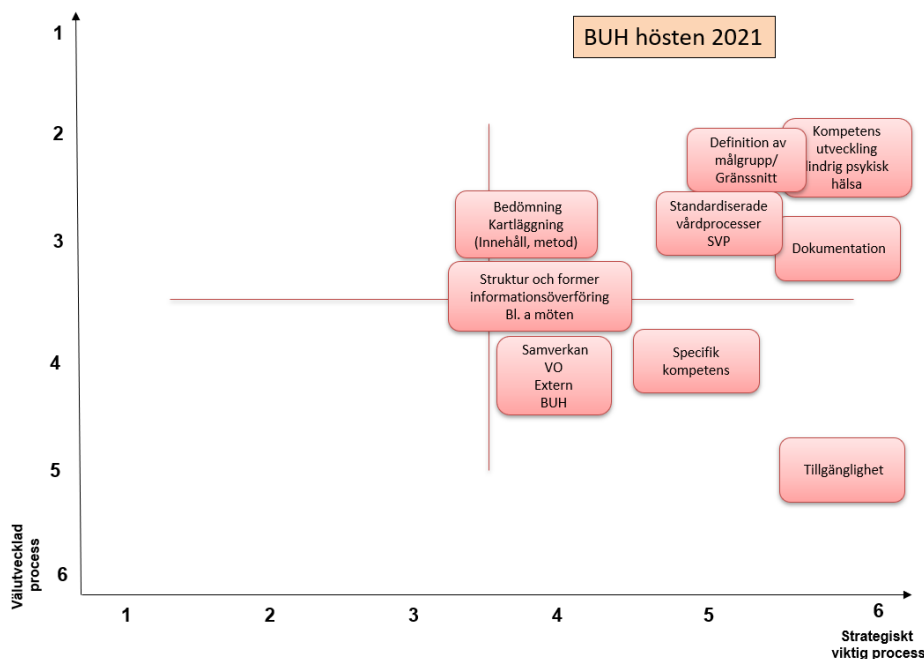 BUH hösten 2021
1
2
3
4
5
6
Välutvecklad
process
Definition av
målgrupp/
Gränssnitt
Kompetens
utveckling
lindrig psykisk
hälsa
Bedömning
Kartläggning
(Innehåll, metod)
Standardiserade
vårdprocesser
SVP
Dokumentation
Struktur och former
informationsöverföring
Bl. a möten
Samverkan
VO
Extern
BUH
Specifik
kompetens
Tillgänglighet
1
2
3
4
5
6
Strategiskt
viktig process